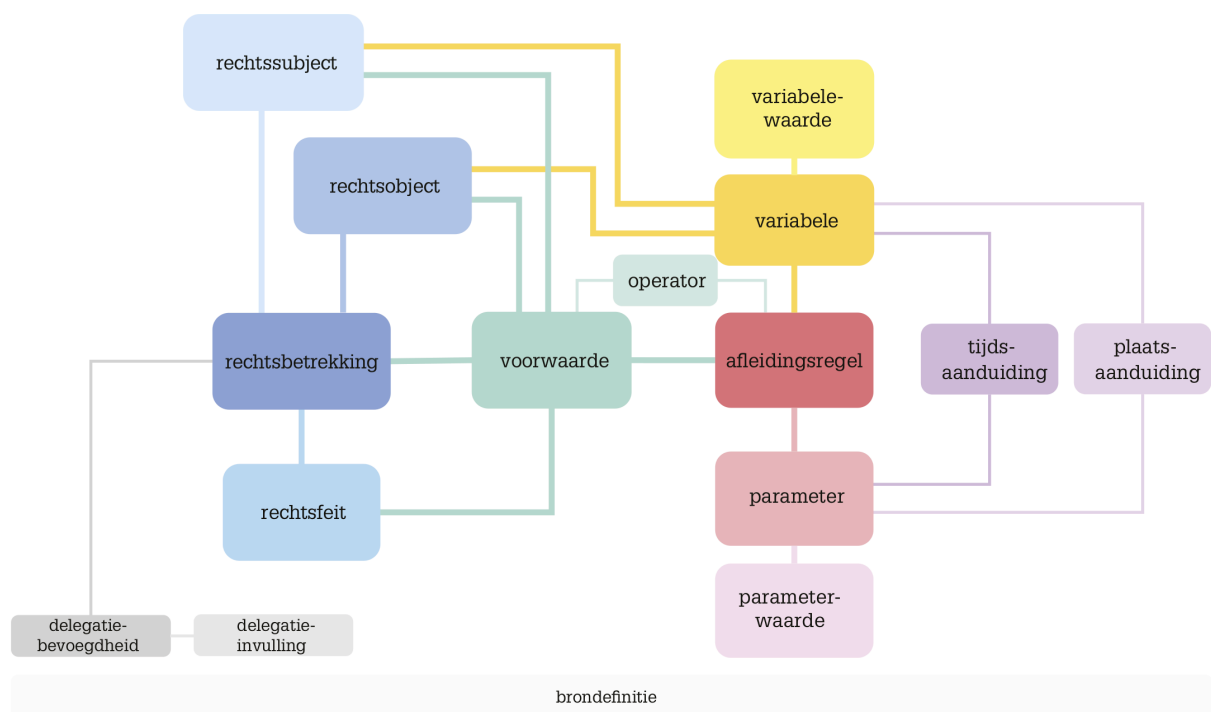 rechtssubject
variabele-
waarde
rechtsobject
variabele
operator
rechtsbetrekking
voorwaarde
afleidingsregel
tijds-
aanduiding
plaats-
aanduiding
rechtsfeit
parameter
parameter-
waarde
delegatie-
bevoegdheid
delegatie-
invulling
brondefinitie